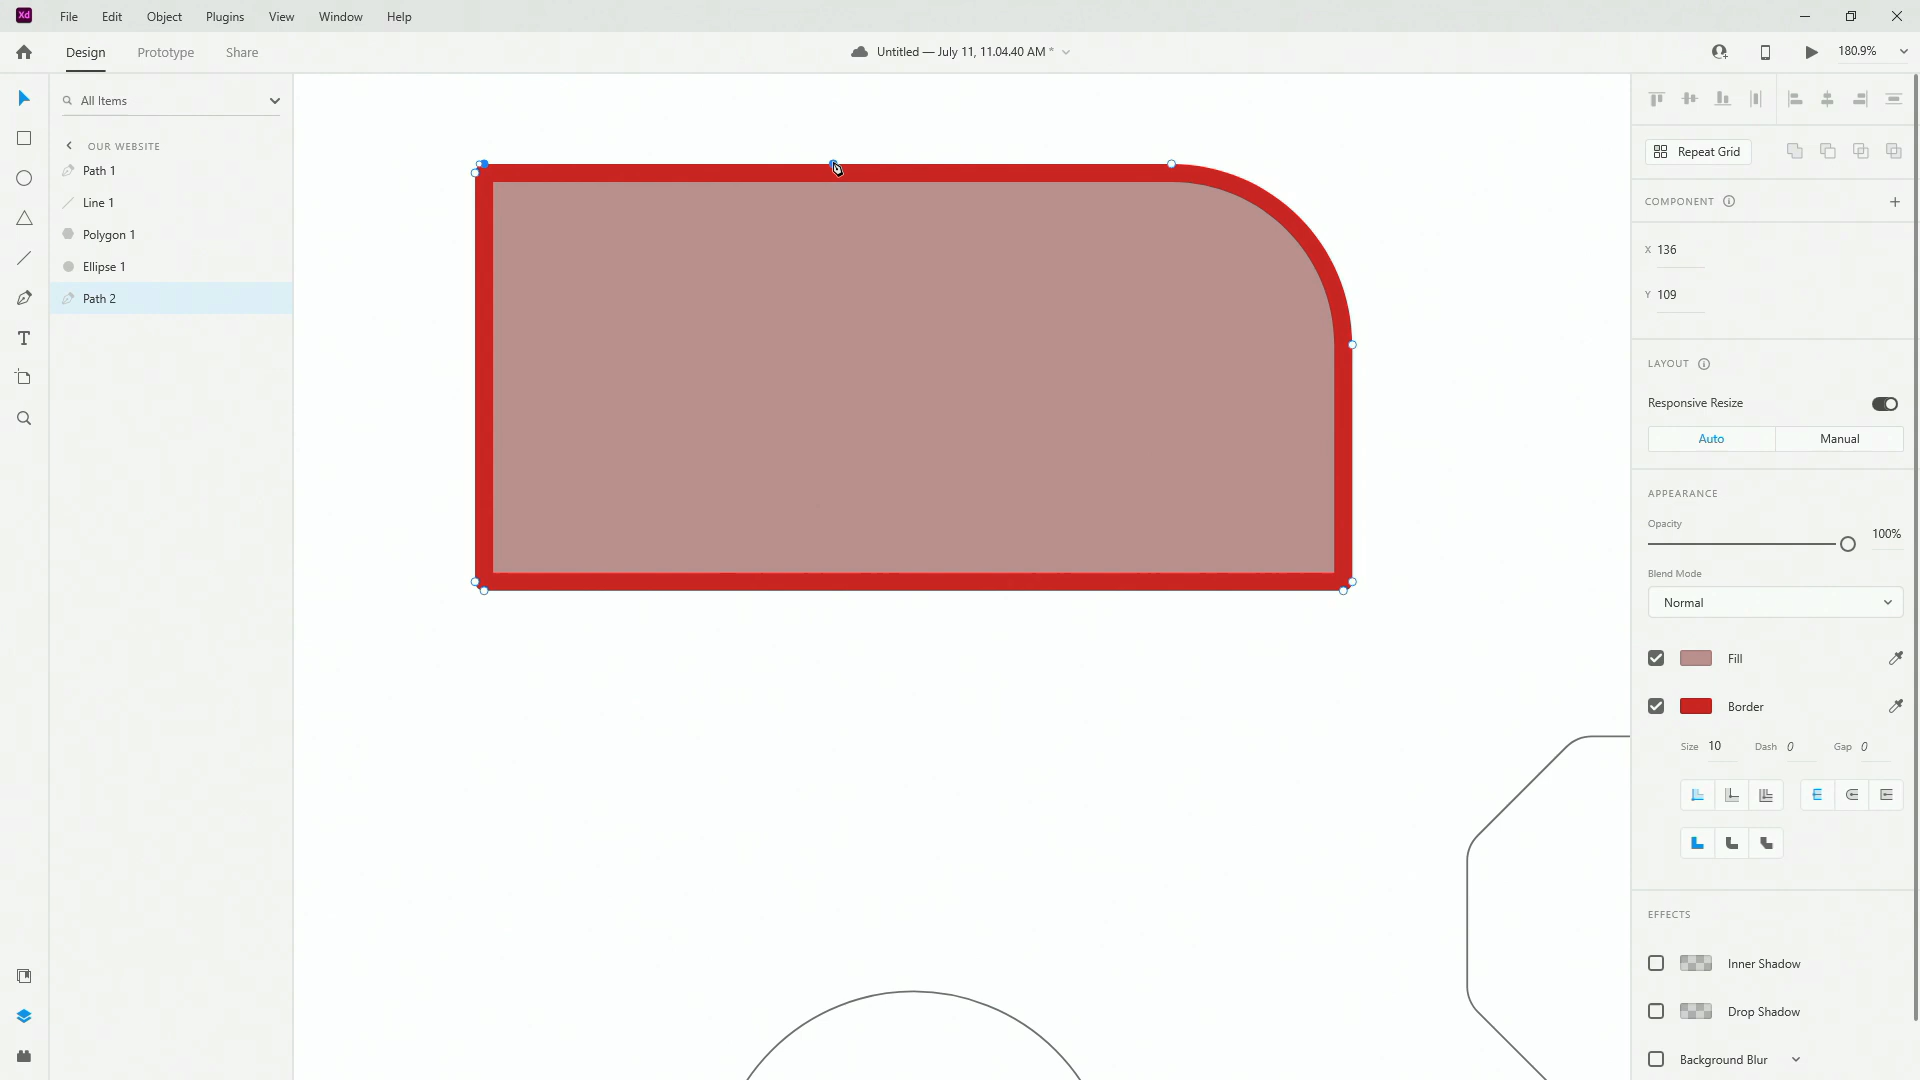 Xd File Edit Object Plugins View Window Help
Design Prototype Share Untitled — July 11, 11.04.40 AM * 180.9%
All Items
OUR WEBSITE
Path 1
Line 1
Polygon 1
Ellipse 1
Path 2
Repeat Grid
COMPONENT
X 136
Y 109
LAYOUT
Responsive Resize
Auto Manual
APPEARANCE
Opacity
100%
Blend Mode
Normal
Fill
Border
Size 10 Dash 0 Gap 0
EFFECTS
Inner Shadow
Drop Shadow
Background Blur